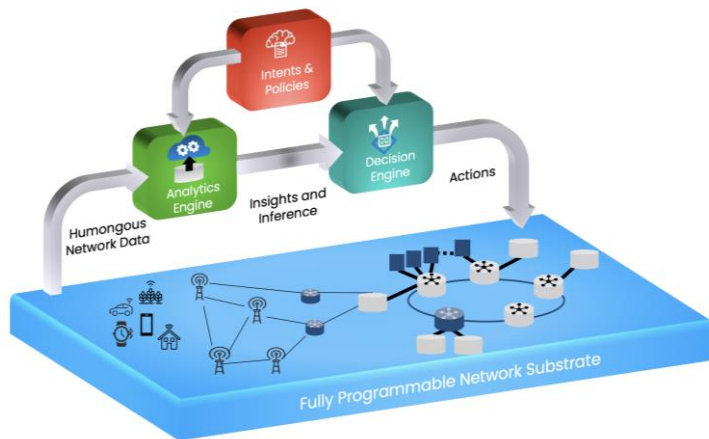 Intents &
Policies
Analytics
Engine
Decision
Engine
Insights and
Inference
Actions
Humongous
Network Data
Fully Programmable Network Substrate